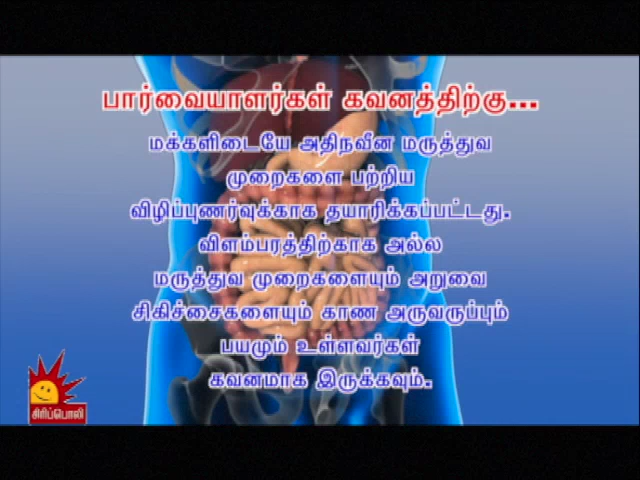 பார்வையாளர்கள் கவனத்திற்கு...
மக்களிடையே அதிநவீன மருத்துவ
முறைகளை பற்றிய
விழிப்புணர்வுக்காக தயாரிக்கப்பட்டது.
விளம்பரத்திற்காக அல்ல
மருத்துவ முறைகளையும் அறுவை
சிகிச்சைகளையும் காண அருவருப்பும்
பயமும் உள்ளவர்கள்
கவனமாக இருக்கவும்.
சிரிப்பொலி